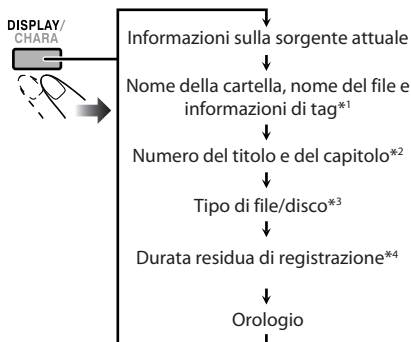 DISPLAY/
CHARA
Informazioni sulla sorgente attuale
Nome della cartella, nome del file e
informazioni di tag*1
Numero del titolo e del capitolo*2
Tipo di file/disco*3
Durata residua di registrazione*4
Orologio